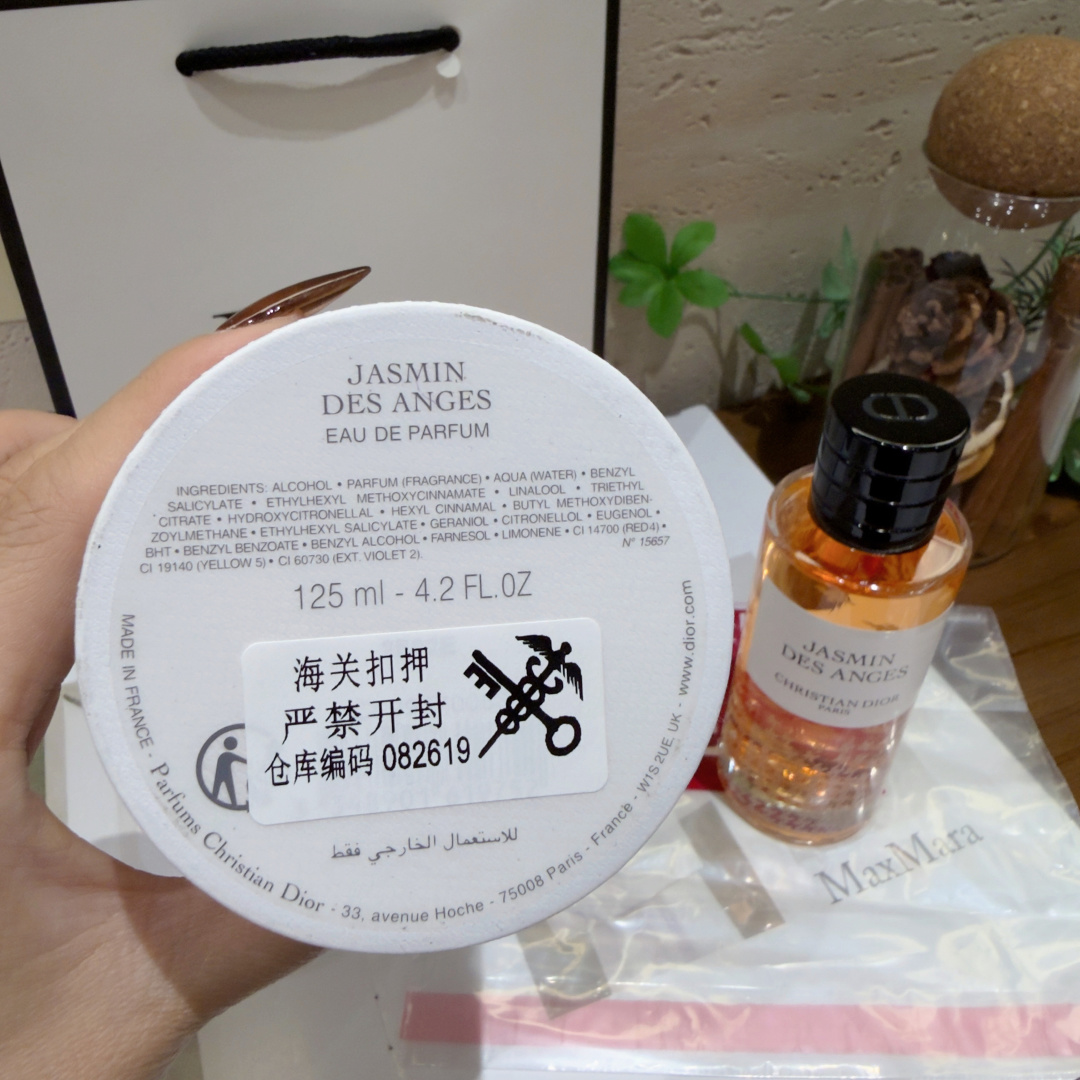 JASMIN
DES ANGES
EAU DE PARFUM
INGREDIENTS: ALCOHOL • PARFUM (FRAGRANCE) • AQUA (WATER) • BENZYL
SALICYLATE • ETHYLHEXYL METHOXYCINNAMATE • LINALOOL • TRIETHYL
CITRATE • HYDROXYCITRONELLAL • HEXYL CINNAMAL • BUTYL METHOXYDIBEN-
ZOYLMETHANE • ETHYLHEXYL SALICYLATE • GERANIOL • CITRONELLOL • EUGENOL •
BHT • BENZYL BENZOATE • BENZYL ALCOHOL • FARNESOL • LIMONENE • CI 14700 (RED4) •
CI 19140 (YELLOW 5) • CI 60730 (EXT. VIOLET 2).
N° 15657
125 ml - 4.2 FL.OZ
海关扣押
严禁开封
仓库编码 082619
للاستعمال الخارجي فقط
MADE IN FRANCE - Parfums Christian Dior - 33, avenue Hoche - 75008 Paris - France - W1S 2UE UK - www.dior.com
JASMIN
DES ANGES
CHRISTIAN DIOR
PARIS
MaxMara